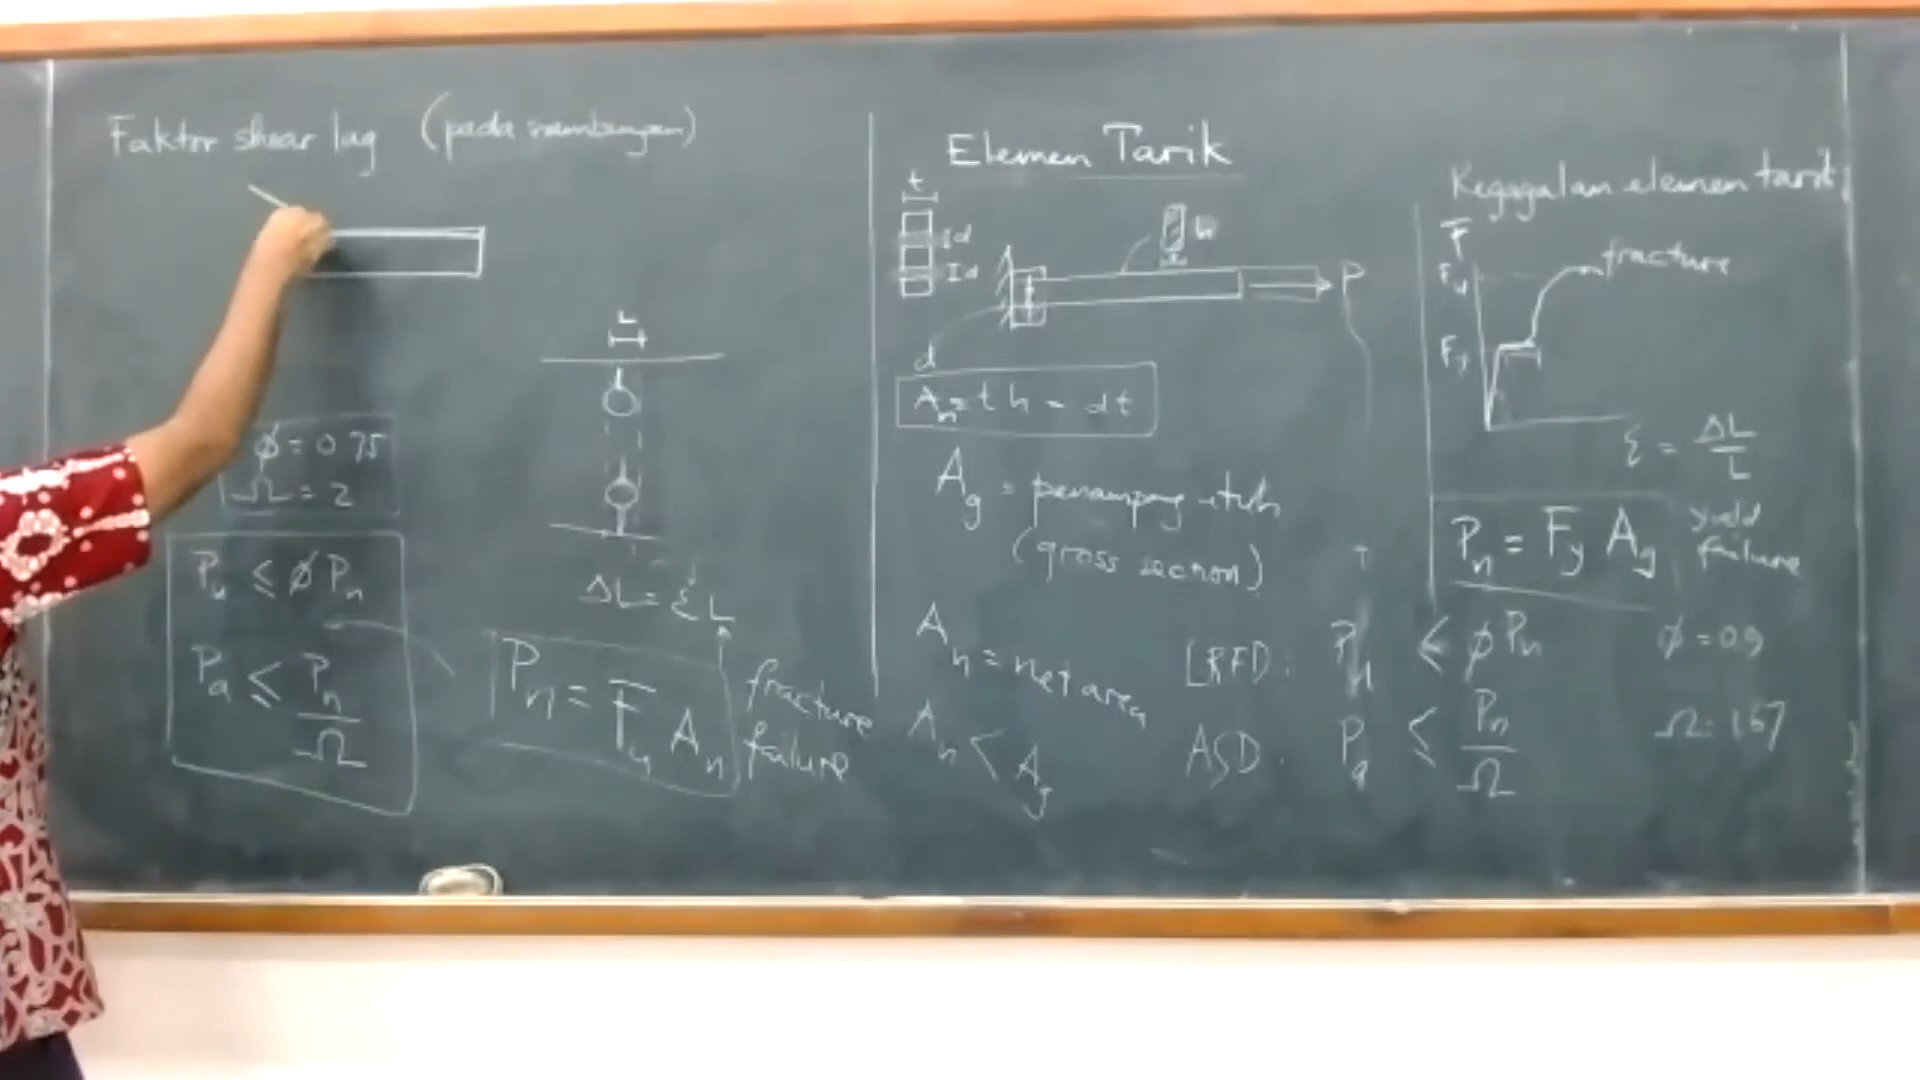 Faktor shear lag (pada sambungan)
L
φ = 0.75
Ω = 2
Pu ≤ φ Pn
Pa ≤ Pn / Ω
ΔL = ε L
Pn = Fu An
fracture
failure
Elemen Tarik
t
d
d
h
P
d
An = t h - dt
Ag = penampang utuh
(gross section)
An = net area
An < Ag
LRFD: Pu ≤ φ Pn φ = 0.9
ASD: Pa ≤ Pn / Ω Ω = 1.67
Kegagalan elemen tarik
F
Fu
fracture
Fy
ε = ΔL / L
Pn = Fy Ag
yield
failure